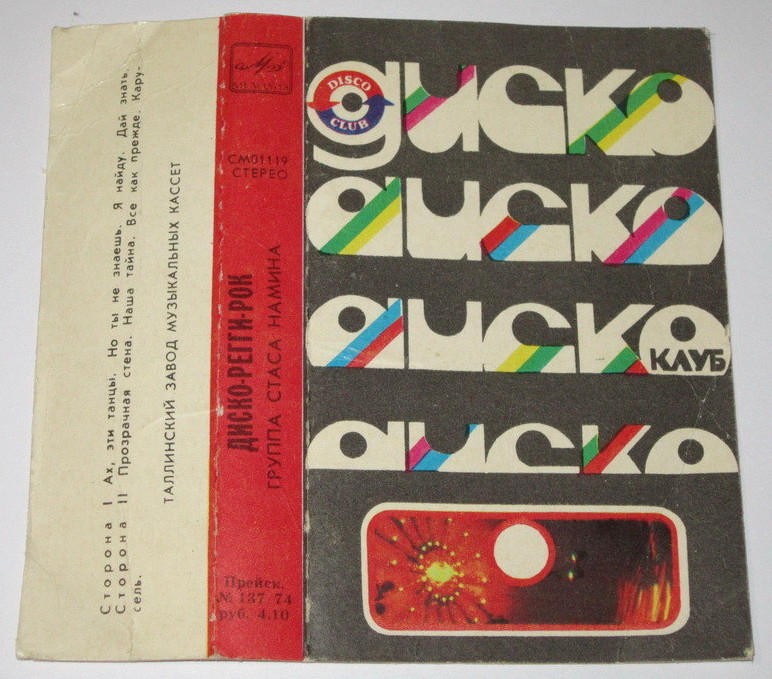 Сторона I Ах, эти танцы. Но ты не знаешь. Я найду. Дай знать.
Сторона II Прозрачная стена. Наша тайна. Все как прежде. Кару-
сель.
ТАЛЛИНСКИЙ ЗАВОД МУЗЫКАЛЬНЫХ КАССЕТ
МЕЛОДИЯ
СМ01119
СТЕРЕО
ДИСКО-РЕГГИ-РОК
ГРУППА СТАСА НАМИНА
Прейск.
№ 137 74
руб. 4.10
диско
DISCO
CLUB
диско
диско
КЛУБ
диско